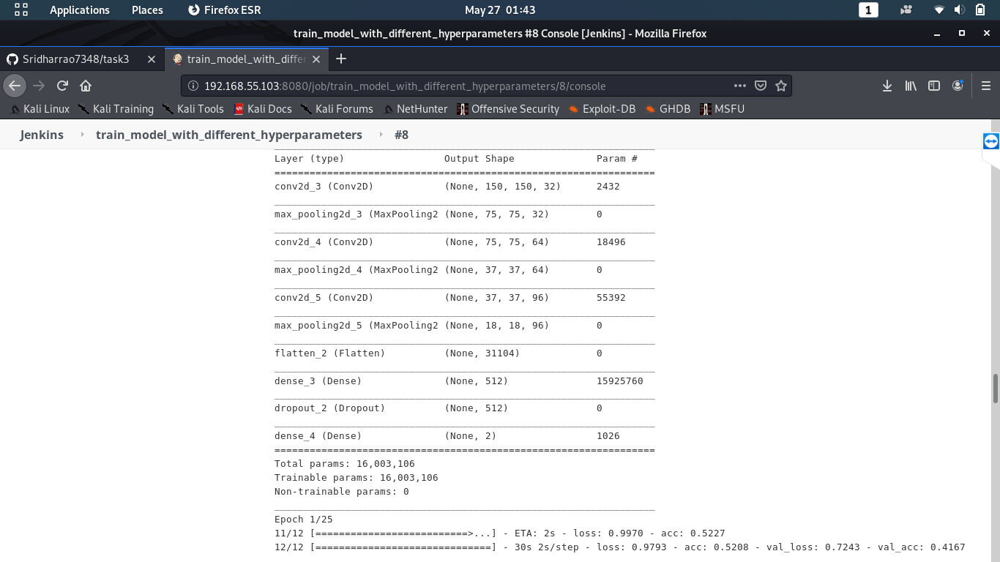 Applications Places Firefox ESR May 27 01:43 1
train_model_with_different_hyperparameters #8 Console [Jenkins] - Mozilla Firefox
Sridharrao7348/task3 train_model_with_differ
192.168.55.103:8080/job/train_model_with_different_hyperparameters/8/console
Kali Linux Kali Training Kali Tools Kali Docs Kali Forums NetHunter Offensive Security Exploit-DB GHDB MSFU
Jenkins train_model_with_different_hyperparameters #8
_________________________________________________________________
Layer (type) Output Shape Param #
=================================================================
conv2d_3 (Conv2D) (None, 150, 150, 32) 2432
_________________________________________________________________
max_pooling2d_3 (MaxPooling2 (None, 75, 75, 32) 0
_________________________________________________________________
conv2d_4 (Conv2D) (None, 75, 75, 64) 18496
_________________________________________________________________
max_pooling2d_4 (MaxPooling2 (None, 37, 37, 64) 0
_________________________________________________________________
conv2d_5 (Conv2D) (None, 37, 37, 96) 55392
_________________________________________________________________
max_pooling2d_5 (MaxPooling2 (None, 18, 18, 96) 0
_________________________________________________________________
flatten_2 (Flatten) (None, 31104) 0
_________________________________________________________________
dense_3 (Dense) (None, 512) 15925760
_________________________________________________________________
dropout_2 (Dropout) (None, 512) 0
_________________________________________________________________
dense_4 (Dense) (None, 2) 1026
=================================================================
Total params: 16,003,106
Trainable params: 16,003,106
Non-trainable params: 0
_________________________________________________________________
Epoch 1/25
11/12 [==========================>...] - ETA: 2s - loss: 0.9970 - acc: 0.5227
12/12 [==============================] - 30s 2s/step - loss: 0.9793 - acc: 0.5208 - val_loss: 0.7243 - val_acc: 0.4167